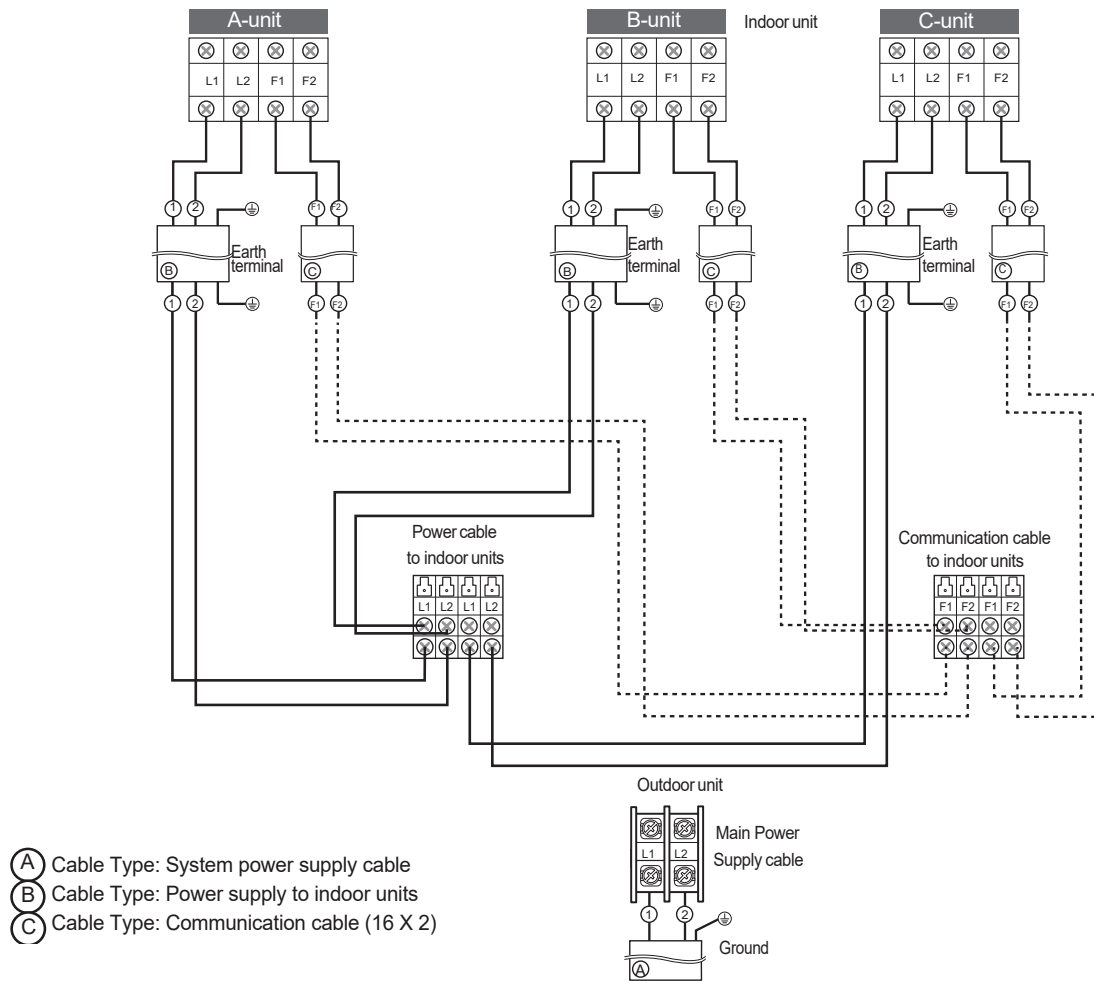 A-unit
B-unit
Indoor unit
C-unit
L1 L2 F1 F2
L1 L2 F1 F2
L1 L2 F1 F2
1 2 F1 F2
1 2 F1 F2
1 2 F1 F2
Earth
terminal
Earth
terminal
Earth
terminal
B C
B C
B C
1 2 F1 F2
1 2 F1 F2
1 2 F1 F2
Power cable
to indoor units
L1 L2 L1 L2
Communication cable
to indoor units
F1 F2 F1 F2
Outdoor unit
L1 L2
Main Power
Supply cable
1 2
Ground
A
A Cable Type: System power supply cable
B Cable Type: Power supply to indoor units
C Cable Type: Communication cable (16 X 2)